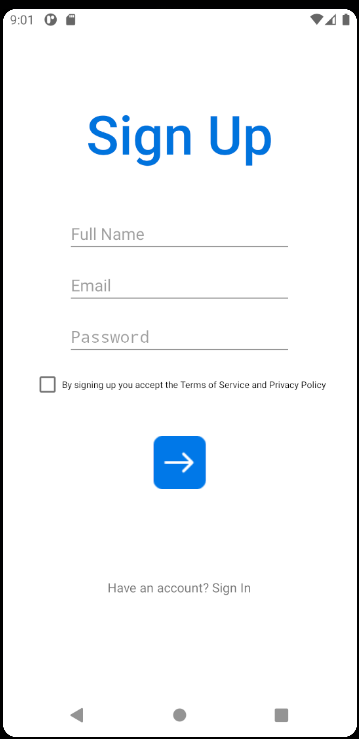 9:01
Sign Up
Full Name
Email
Password
By signing up you accept the Terms of Service and Privacy Policy
Have an account? Sign In